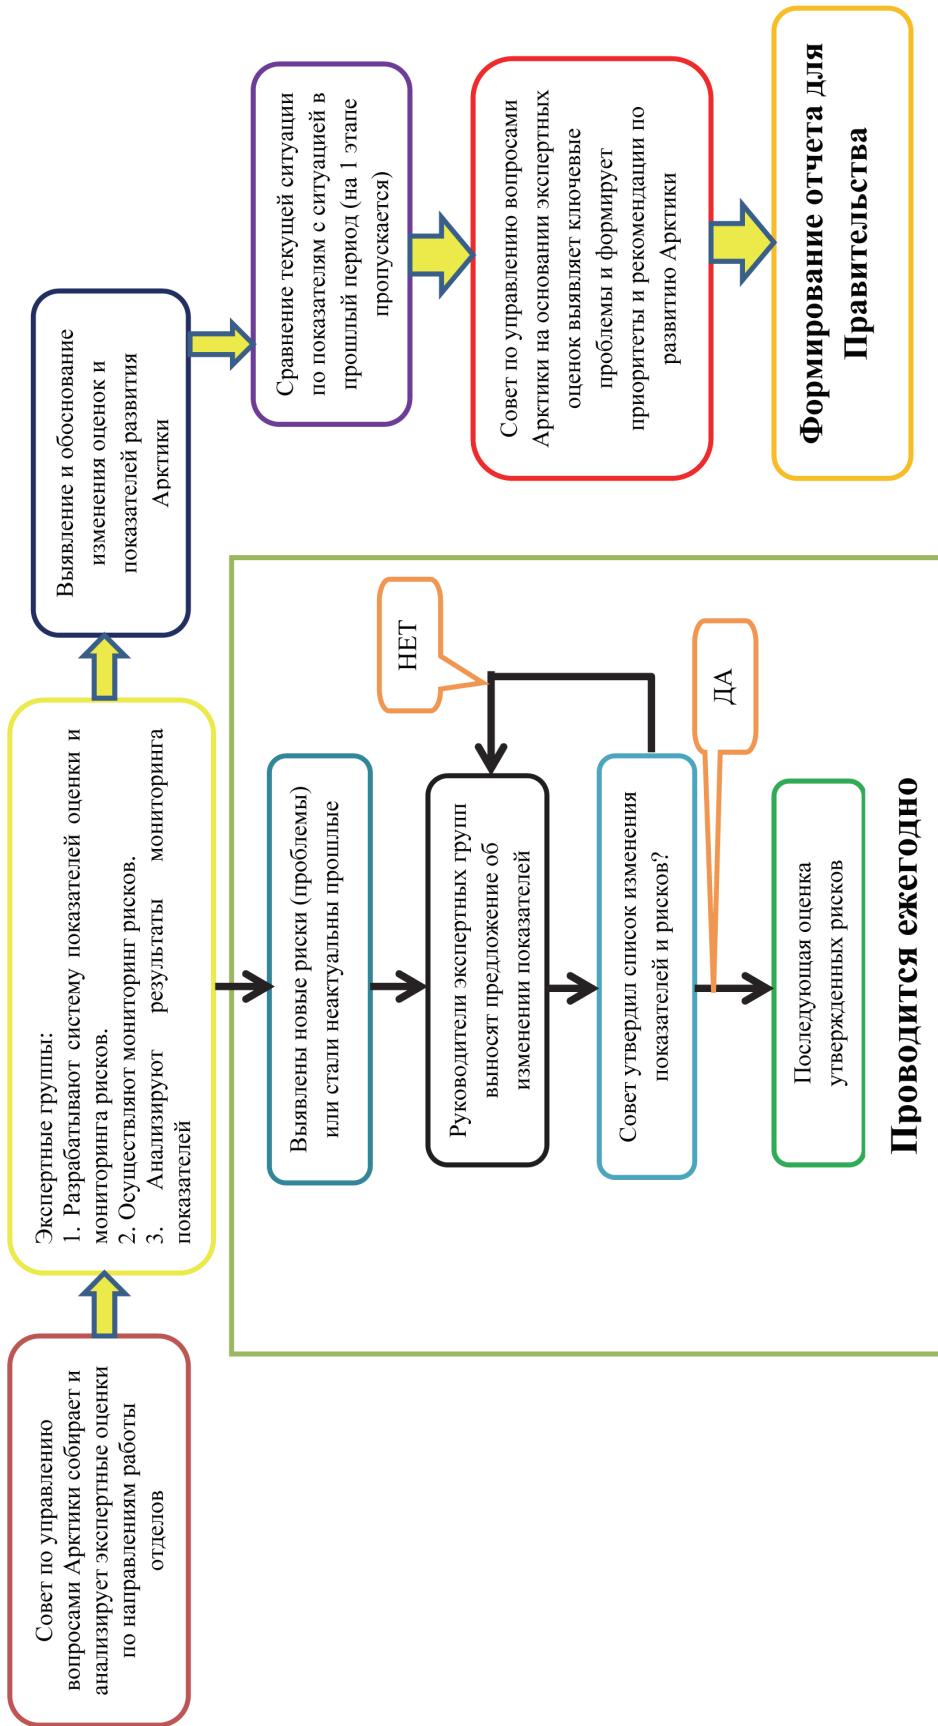 Совет по управлению
вопросами Арктики собирает и
анализирует экспертные оценки
по направлениям работы
отделов
Экспертные группы:
1. Разрабатывают систему показателей оценки и
мониторинга рисков.
2. Осуществляют мониторинг рисков.
3. Анализируют результаты мониторинга
показателей
Выявление и обоснование
изменения оценок и
показателей развития
Арктики
Сравнение текущей ситуации
по показателям с ситуацией в
прошлый период (на 1 этапе
пропускается)
Совет по управлению вопросами
Арктики на основании экспертных
оценок выявляет ключевые
проблемы и формирует
приоритеты и рекомендации по
развитию Арктики
Формирование отчета для
Правительства
Выявлены новые риски (проблемы)
или стали неактуальны прошлые
Руководители экспертных групп
выносят предложение об
изменении показателей
НЕТ
Совет утвердил список изменения
показателей и рисков?
ДА
Последующая оценка
утвержденных рисков
Проводится ежегодно